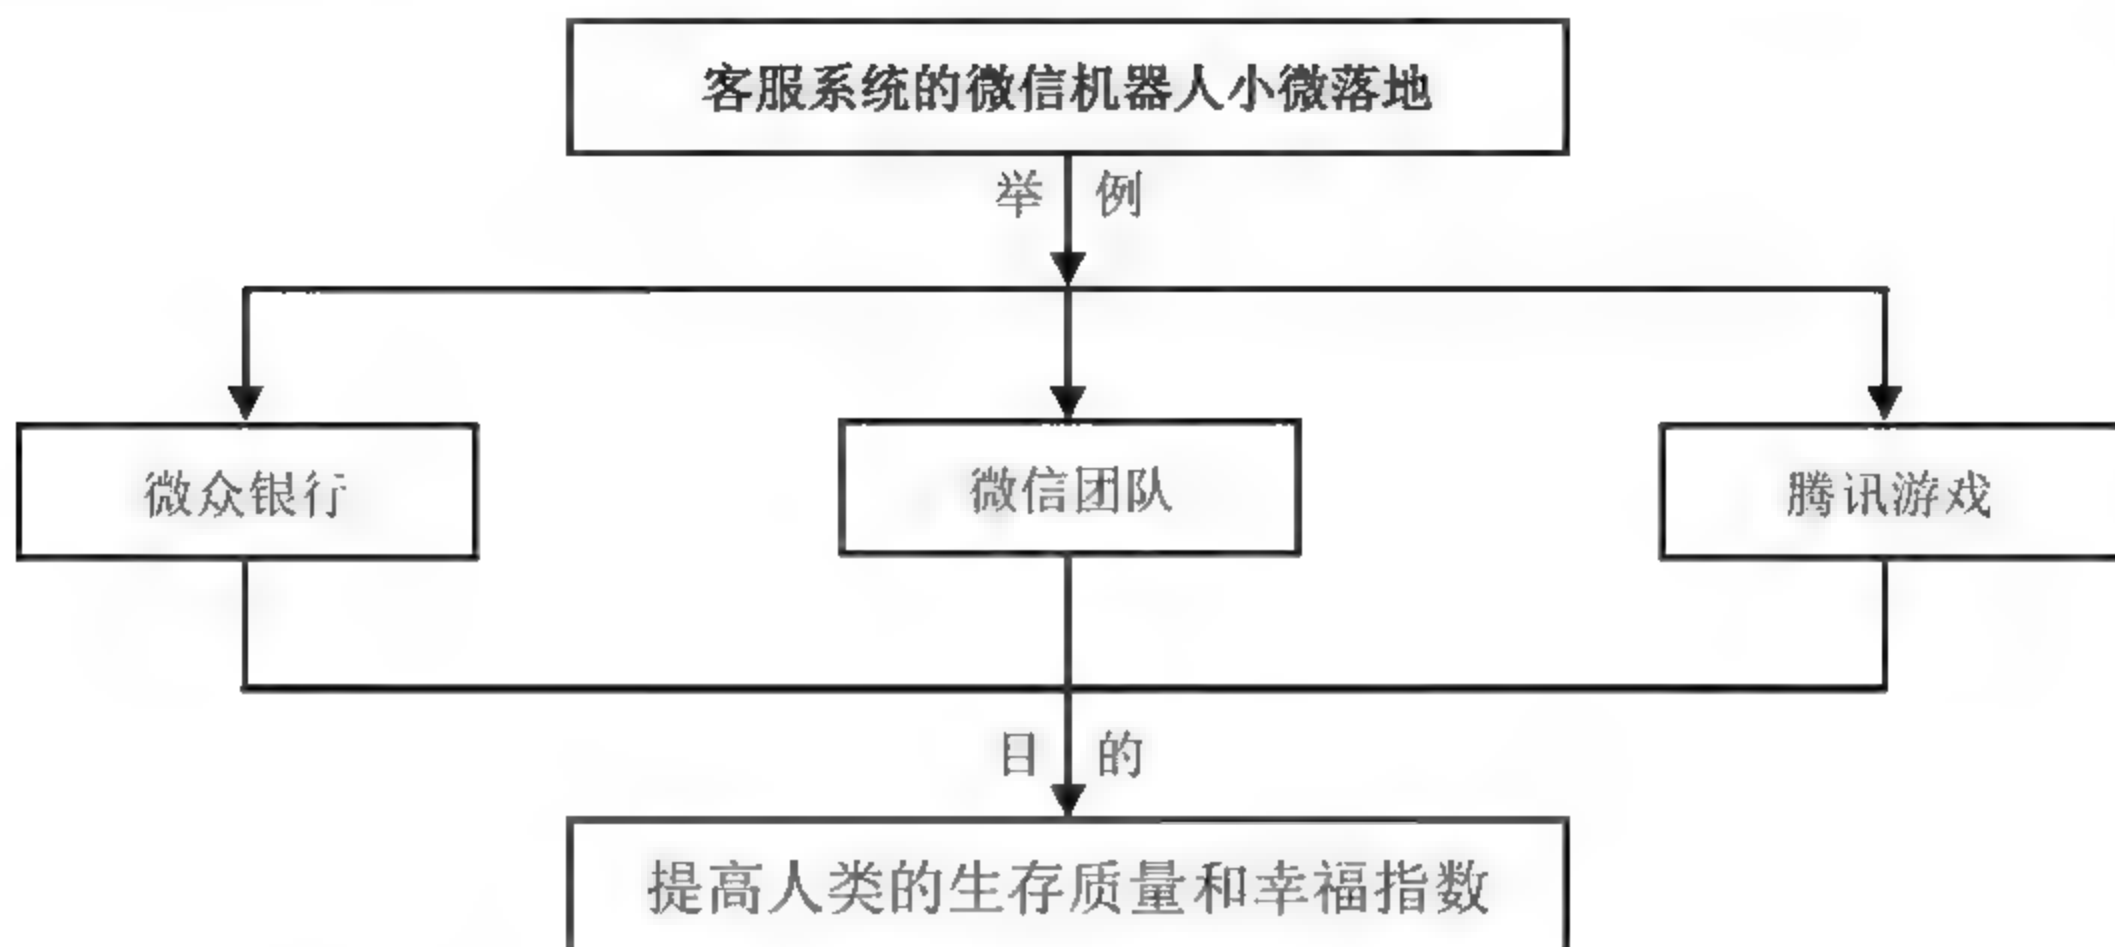 客服系统的微信机器人小微落地
举例
微众银行
微信团队
腾讯游戏
目的
提高人类的生存质量和幸福指数